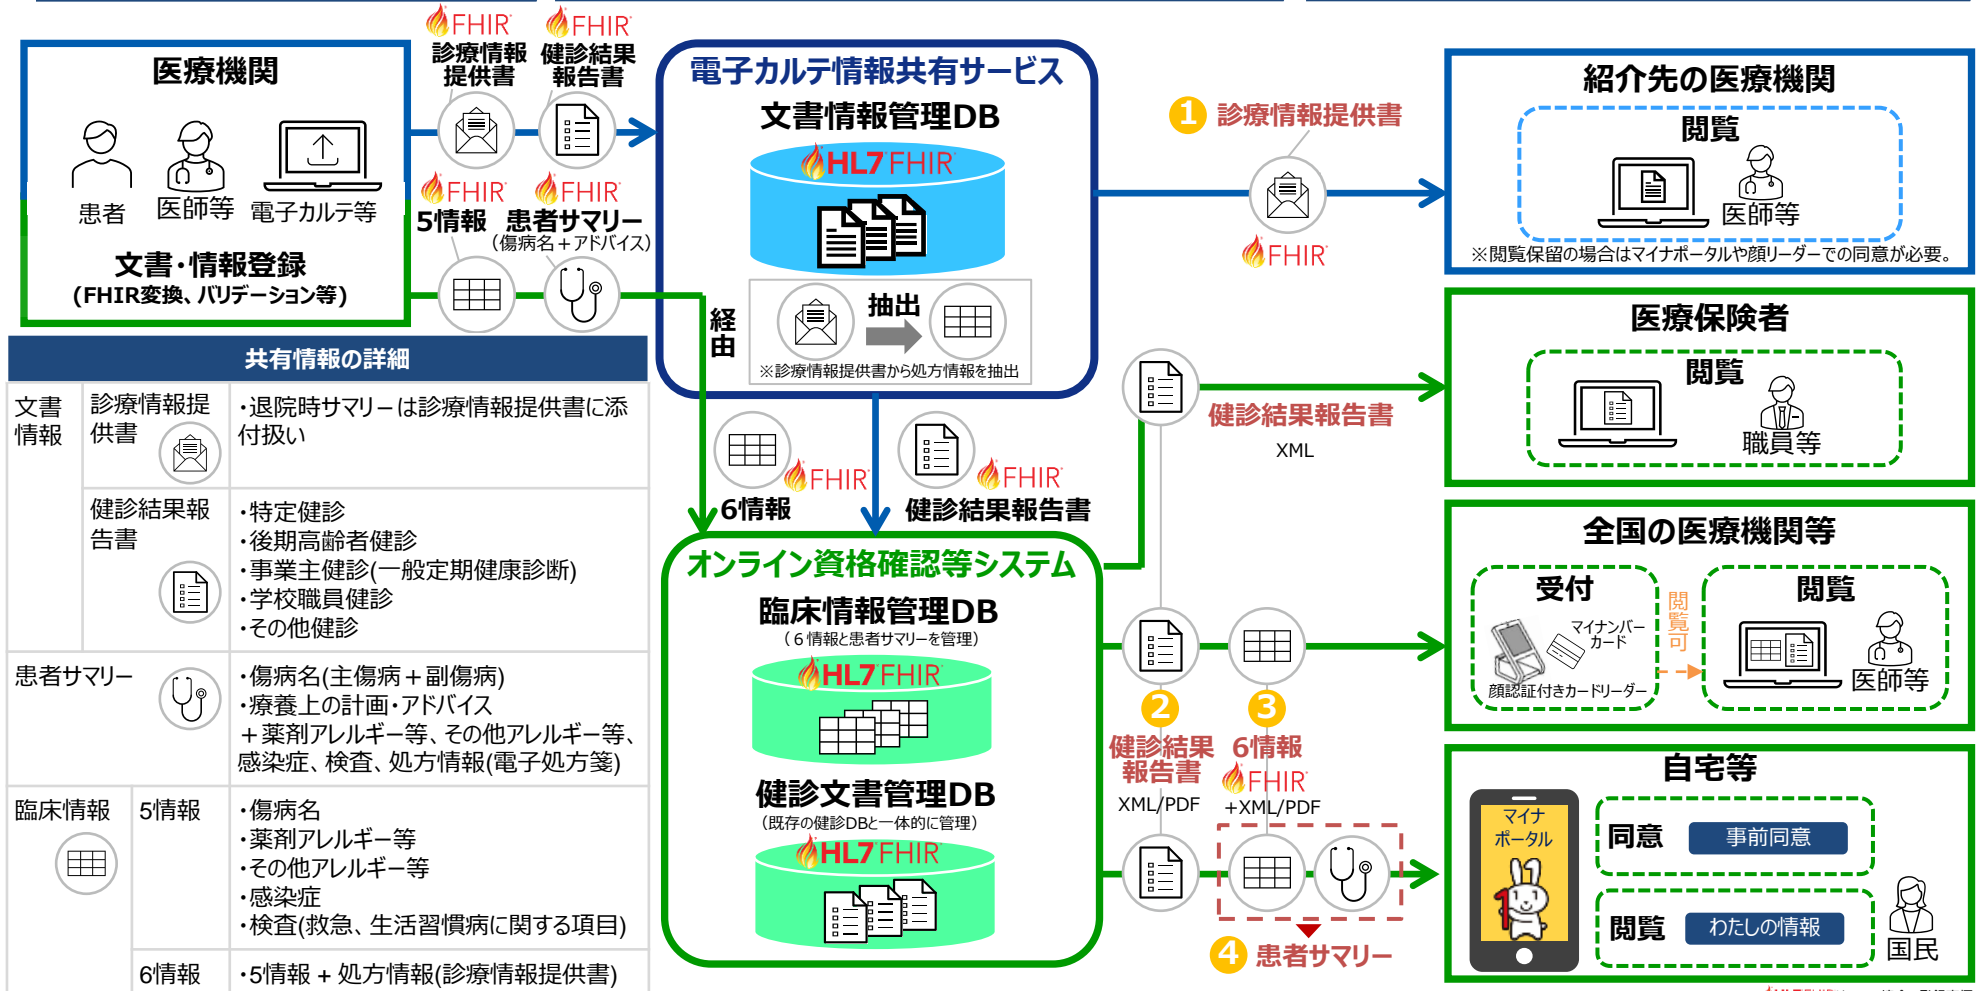 FHIR
診療情報
提供書
FHIR
健診結果
報告書
医療機関
患者
医師等
電子カルテ等
FHIR
5情報
FHIR
患者サマリー
(傷病名＋アドバイス)
文書・情報登録
(FHIR変換、バリデーション等)
電子カルテ情報共有サービス
文書情報管理DB
HL7 FHIR
抽出
※診療情報提供書から処方情報を抽出
経由
1 診療情報提供書
FHIR
紹介先の医療機関
閲覧
医師等
※閲覧保留の場合はマイナポータルや顔リーダーでの同意が必要。
共有情報の詳細
文書
情報
診療情報提
供書
・退院時サマリーは診療情報提供書に添
付扱い
健診結果報
告書
・特定健診
・後期高齢者健診
・事業主健診(一般定期健康診断)
・学校職員健診
・その他健診
患者サマリー
・傷病名(主傷病＋副傷病)
・療養上の計画・アドバイス
＋薬剤アレルギー等、その他アレルギー等、
感染症、検査、処方情報(電子処方箋)
臨床情報
5情報
・傷病名
・薬剤アレルギー等
・その他アレルギー等
・感染症
・検査(救急、生活習慣病に関する項目)
6情報
・5情報 + 処方情報(診療情報提供書)
FHIR
6情報
FHIR
健診結果報告書
オンライン資格確認等システム
臨床情報管理DB
(６情報と患者サマリーを管理)
HL7 FHIR
健診文書管理DB
(既存の健診DBと一体的に管理)
HL7 FHIR
健診結果報告書
XML
医療保険者
閲覧
職員等
2
健診結果
報告書
XML/PDF
3
6情報
FHIR
+XML/PDF
4 患者サマリー
全国の医療機関等
受付
マイナンバー
カード
顔認証付きカードリーダー
閲覧可
閲覧
医師等
自宅等
マイナ
ポータル
同意
事前同意
閲覧
わたしの情報
国民